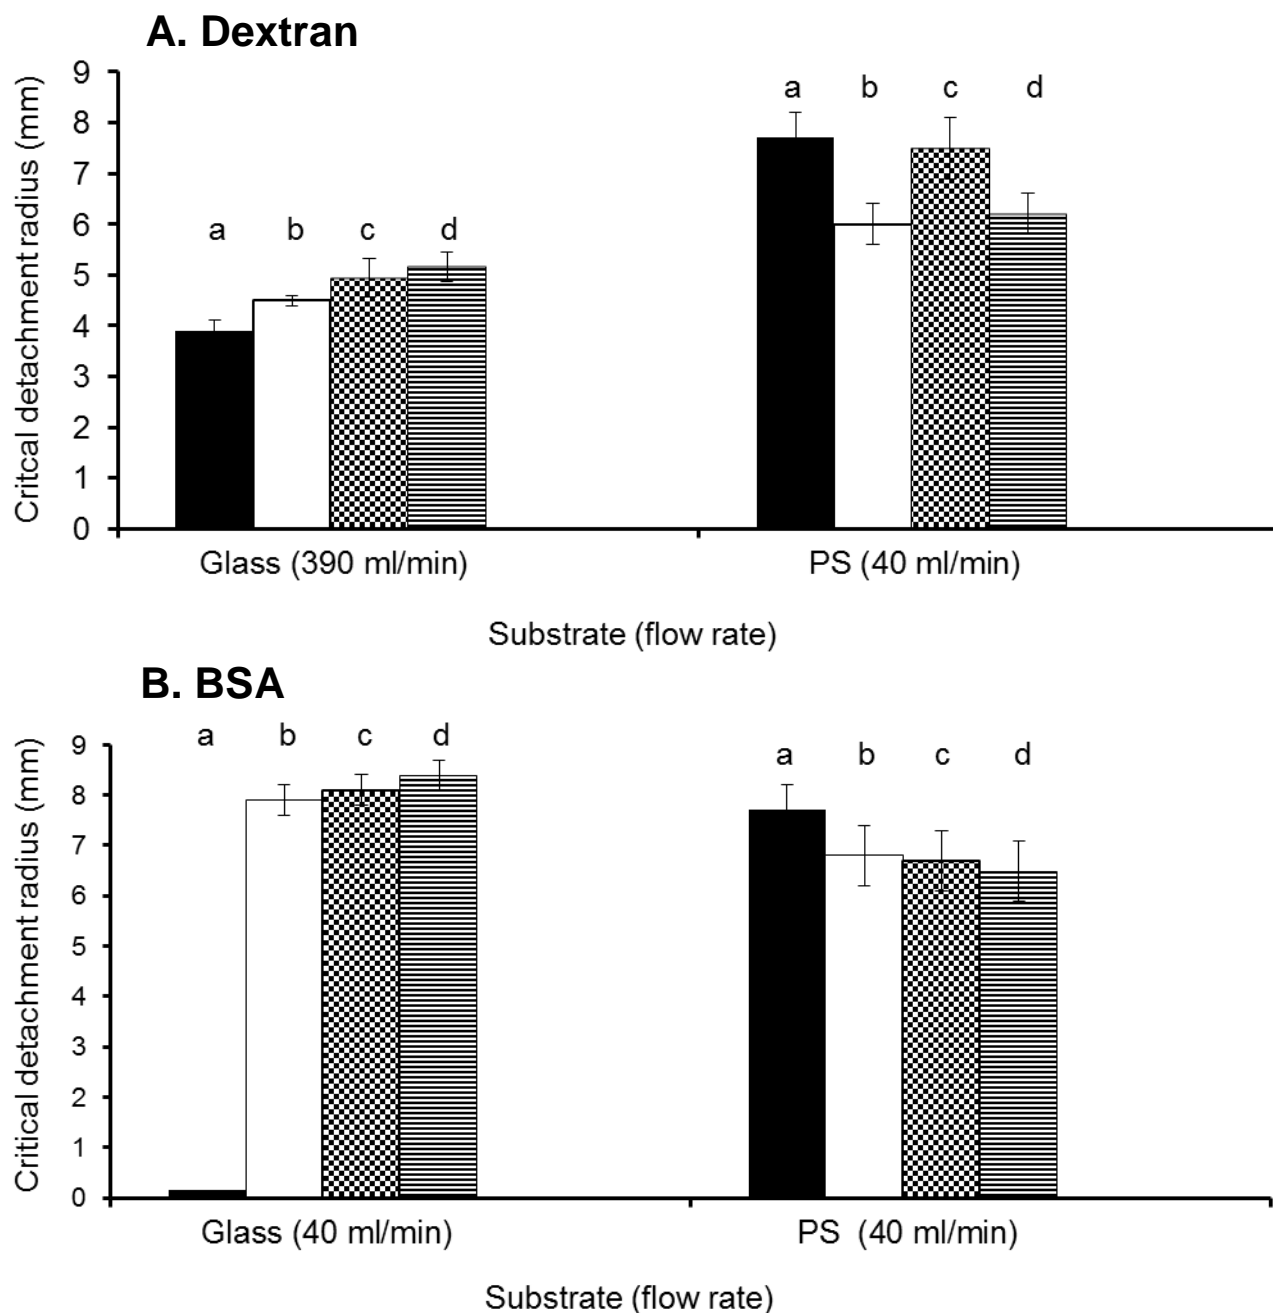 A. Dextran
Critcal detachment radius (mm)
9
8
7
6
5
4
3
2
1
0
a b c d
a b c d
Glass (390 ml/min) PS (40 ml/min)
Substrate (flow rate)
B. BSA
Critical detachment radius (mm)
9
8
7
6
5
4
3
2
1
0
a b c d
a b c d
Glass (40 ml/min) PS (40 ml/min)
Substrate (flow rate)